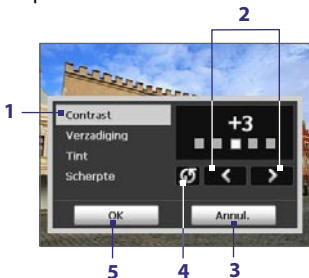 2
1
Contrast
Verzadiging
Tint
Scherpte
+3
OK
Annul.
5
4
3